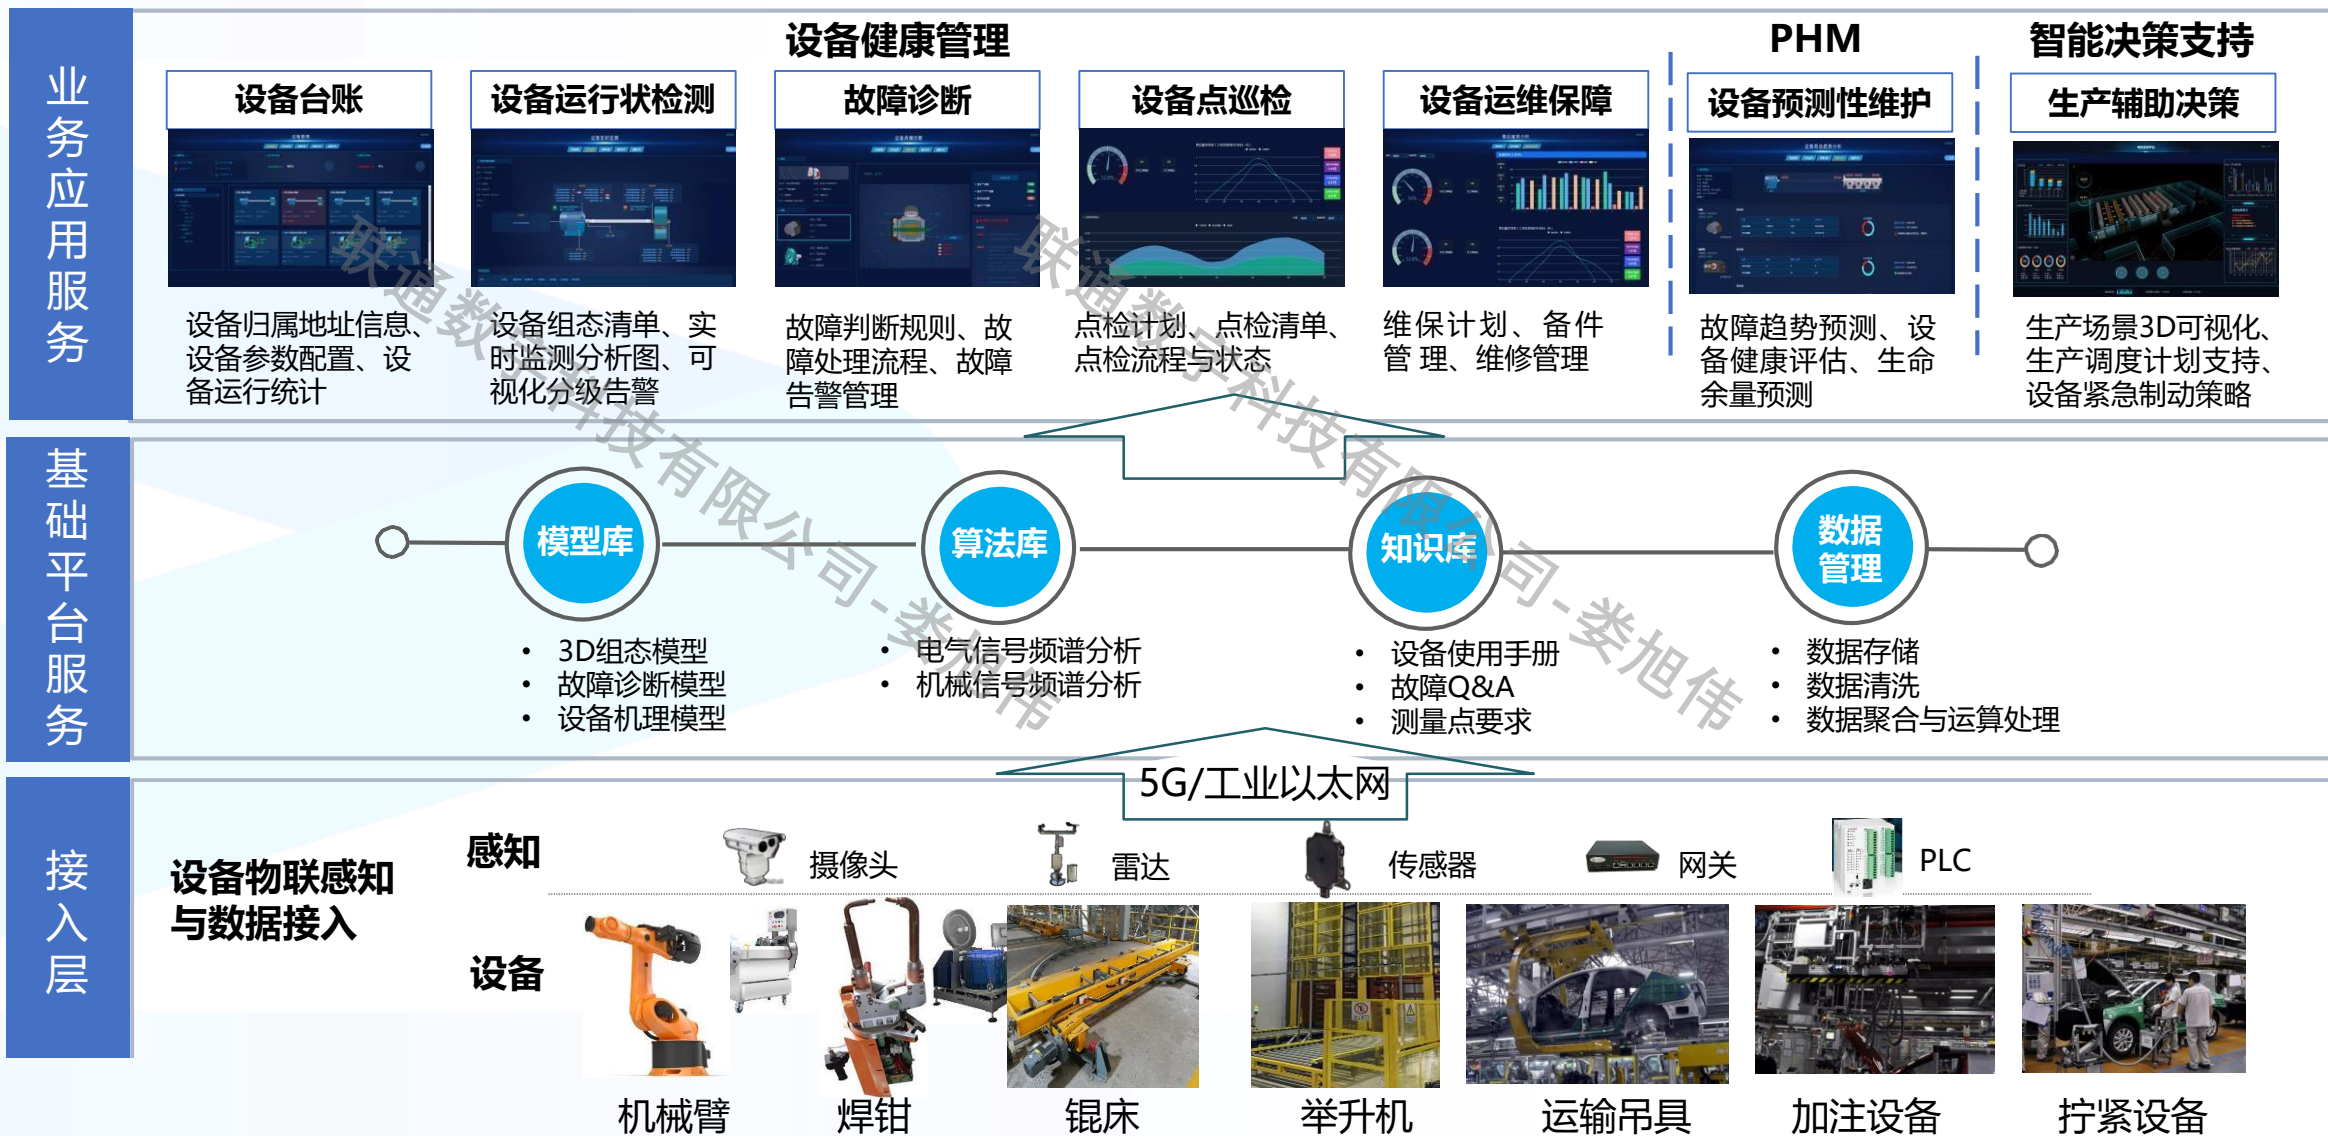 业务应用服务
设备健康管理
PHM
智能决策支持
设备台账
设备运行状检测
故障诊断
设备点巡检
设备运维保障
设备预测性维护
生产辅助决策
设备归属地址信息、
设备参数配置、设
备运行统计
设备组态清单、实
时监测分析图、可
视化分级告警
故障判断规则、故
障处理流程、故障
告警管理
点检计划、点检清单、
点检流程与状态
维保计划、备件
管 理、维修管理
故障趋势预测、设
备健康评估、生命
余量预测
生产场景3D可视化、
生产调度计划支持、
设备紧急制动策略
基础平台服务
模型库
算法库
知识库
数据
管理
• 3D组态模型
• 故障诊断模型
• 设备机理模型
• 电气信号频谱分析
• 机械信号频谱分析
• 设备使用手册
• 故障Q&A
• 测量点要求
• 数据存储
• 数据清洗
• 数据聚合与运算处理
5G/工业以太网
接入层
设备物联感知
与数据接入
感知
摄像头
雷达
传感器
网关
PLC
设备
机械臂
焊钳
锟床
举升机
运输吊具
加注设备
拧紧设备
联通数字科技有限公司-娄旭伟
联通数字科技有限公司-娄旭伟